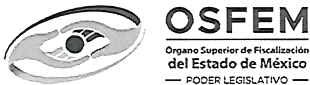 OSFEM
Órgano Superior de Fiscalización
del Estado de México
PODER LEGISLATIVO